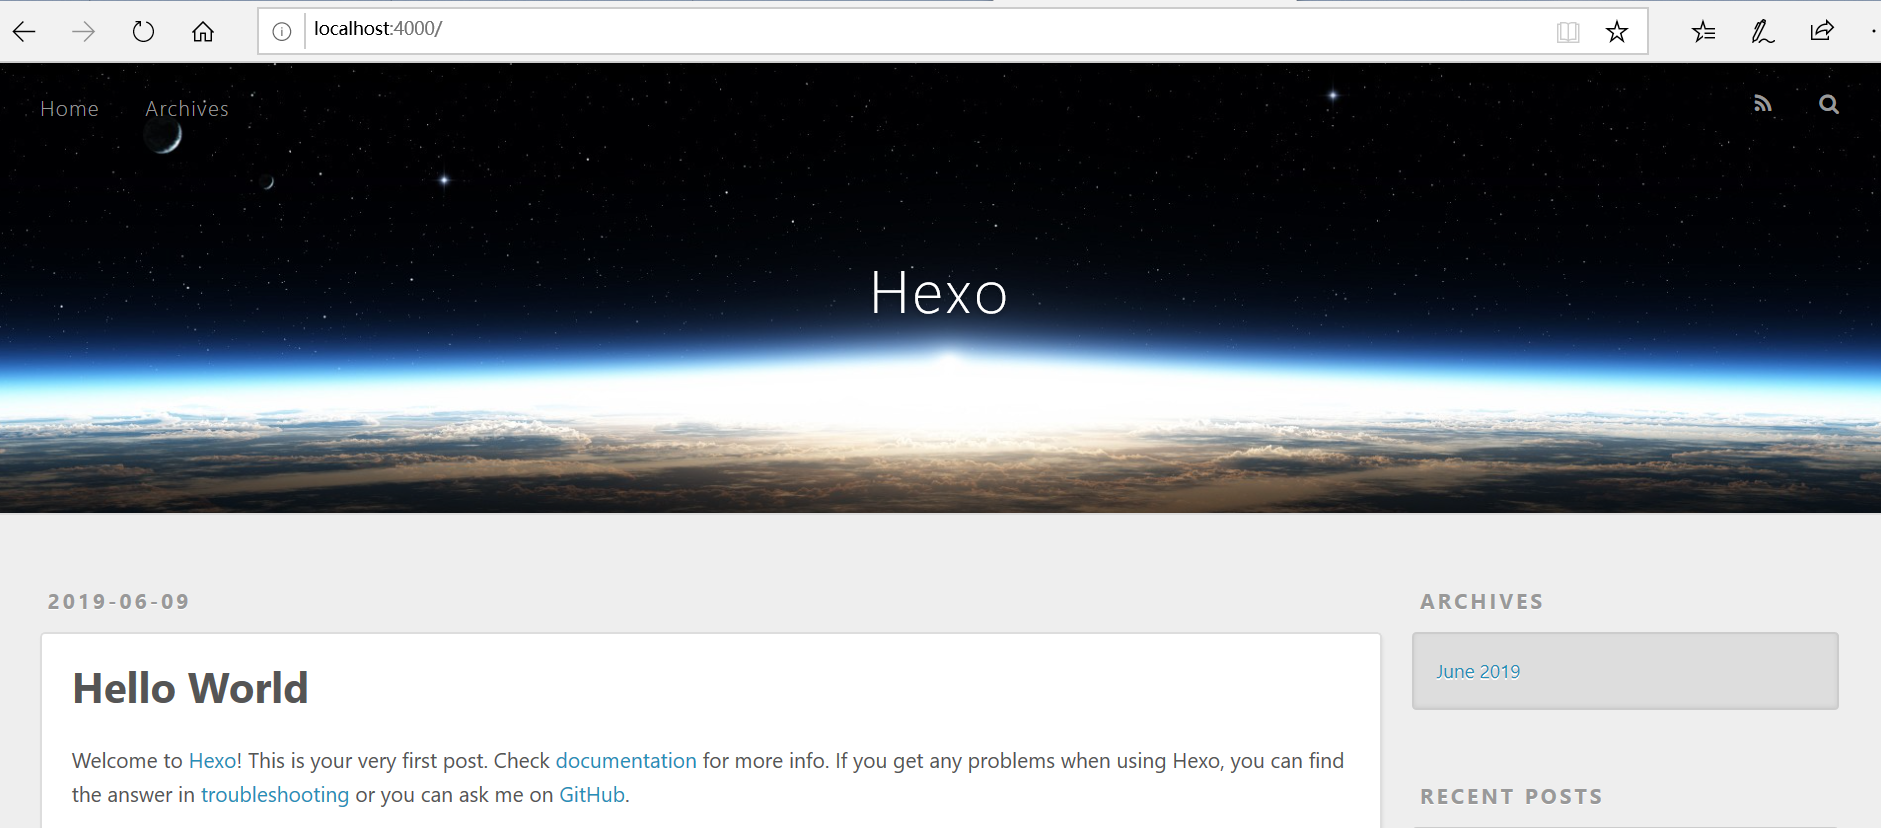 localhost:4000/
Home Archives
Hexo
2019-06-09
Hello World
Welcome to Hexo! This is your very first post. Check documentation for more info. If you get any problems when using Hexo, you can find
the answer in troubleshooting or you can ask me on GitHub.
ARCHIVES
June 2019
RECENT POSTS